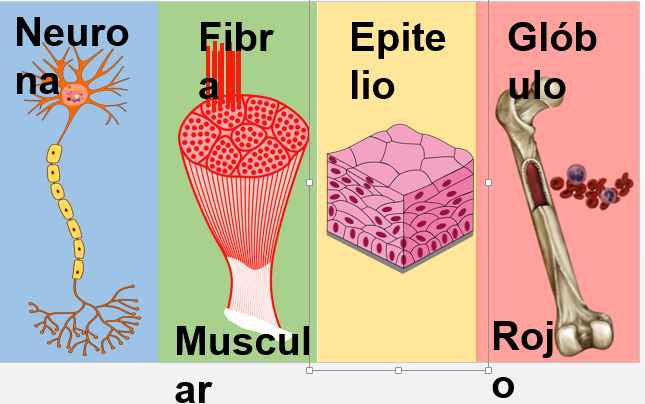 Neuro
na
Fibr
a
Muscul
ar
Epite
lio
Glób
ulo
Roj
o